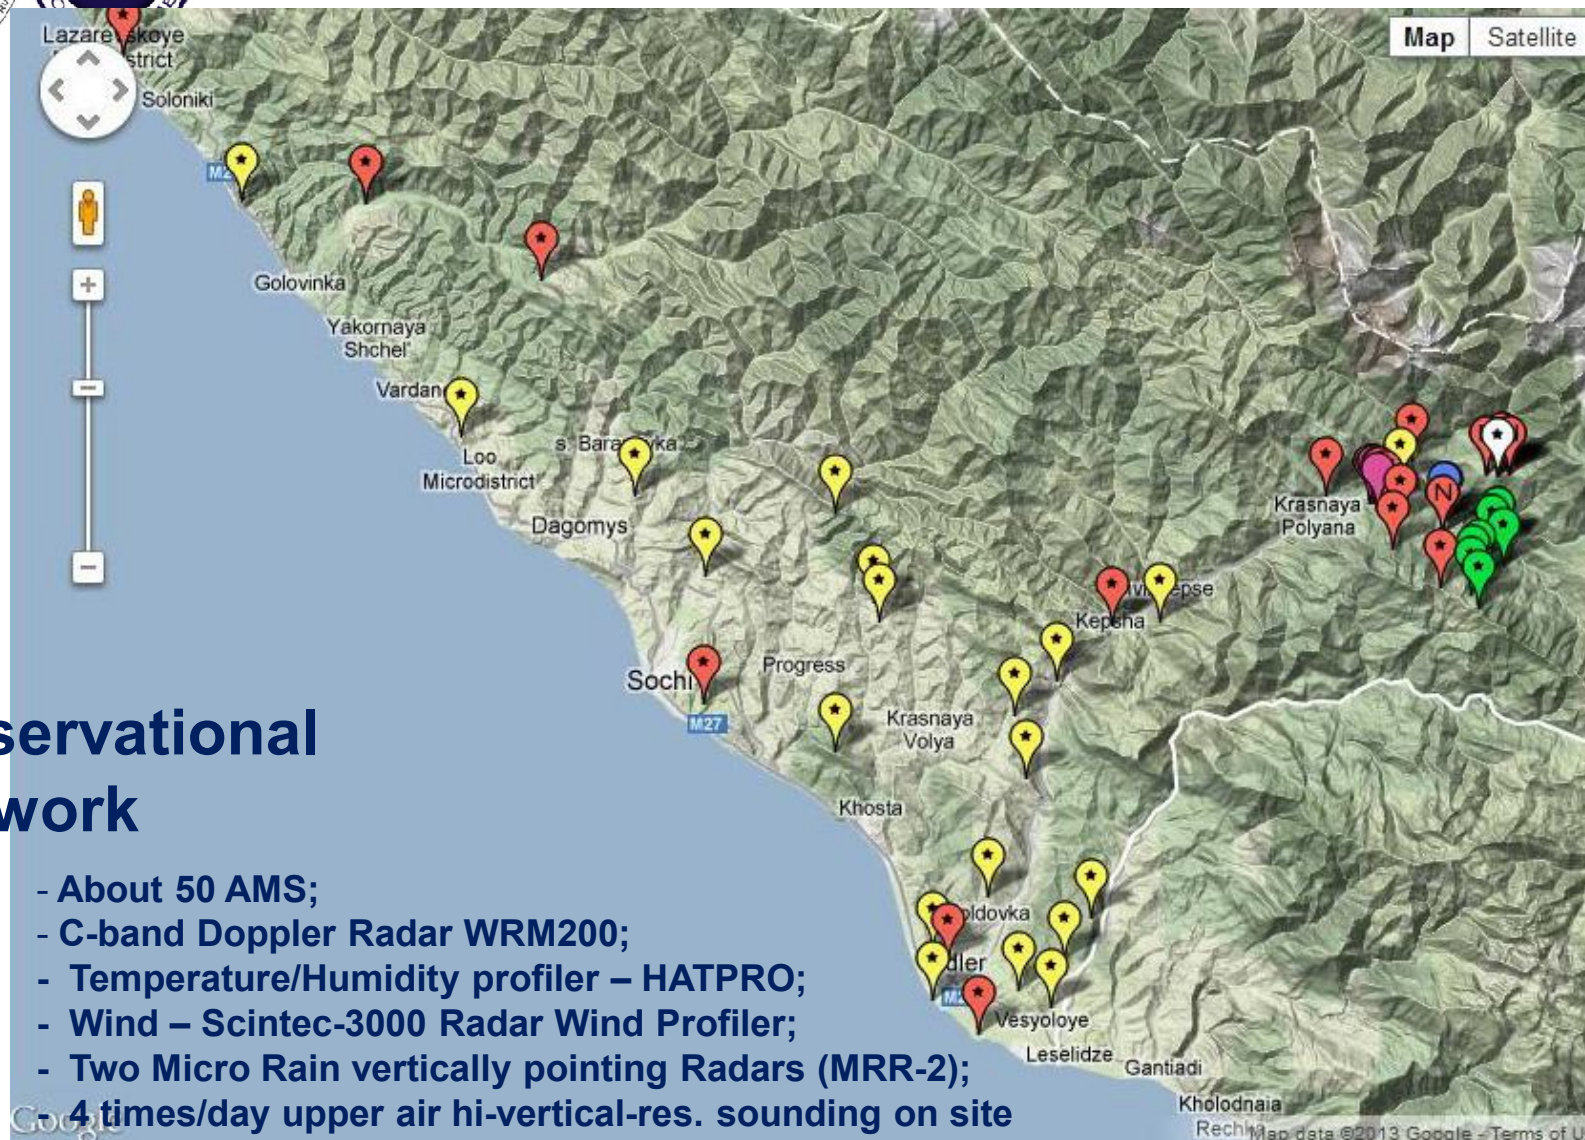 Map
Satellite
Soloniki
Golovinka
Yakornaya
Shchel'
Loo
Microdistrict
Dagomys
Krasnaya
Polyana
Kepsha
Sochi
Progress
M27
Krasnaya
Volya
Khosta
Vesyoloye
Leselidze
Gantiadi
Kholodnaia
N
servational
work
- About 50 AMS;
- C-band Doppler Radar WRM200;
- Temperature/Humidity profiler – HATPRO;
- Wind – Scintec-3000 Radar Wind Profiler;
- Two Micro Rain vertically pointing Radars (MRR-2);
- 4 times/day upper air hi-vertical-res. sounding on site
Google
Map data ©2013 Google - Terms of U